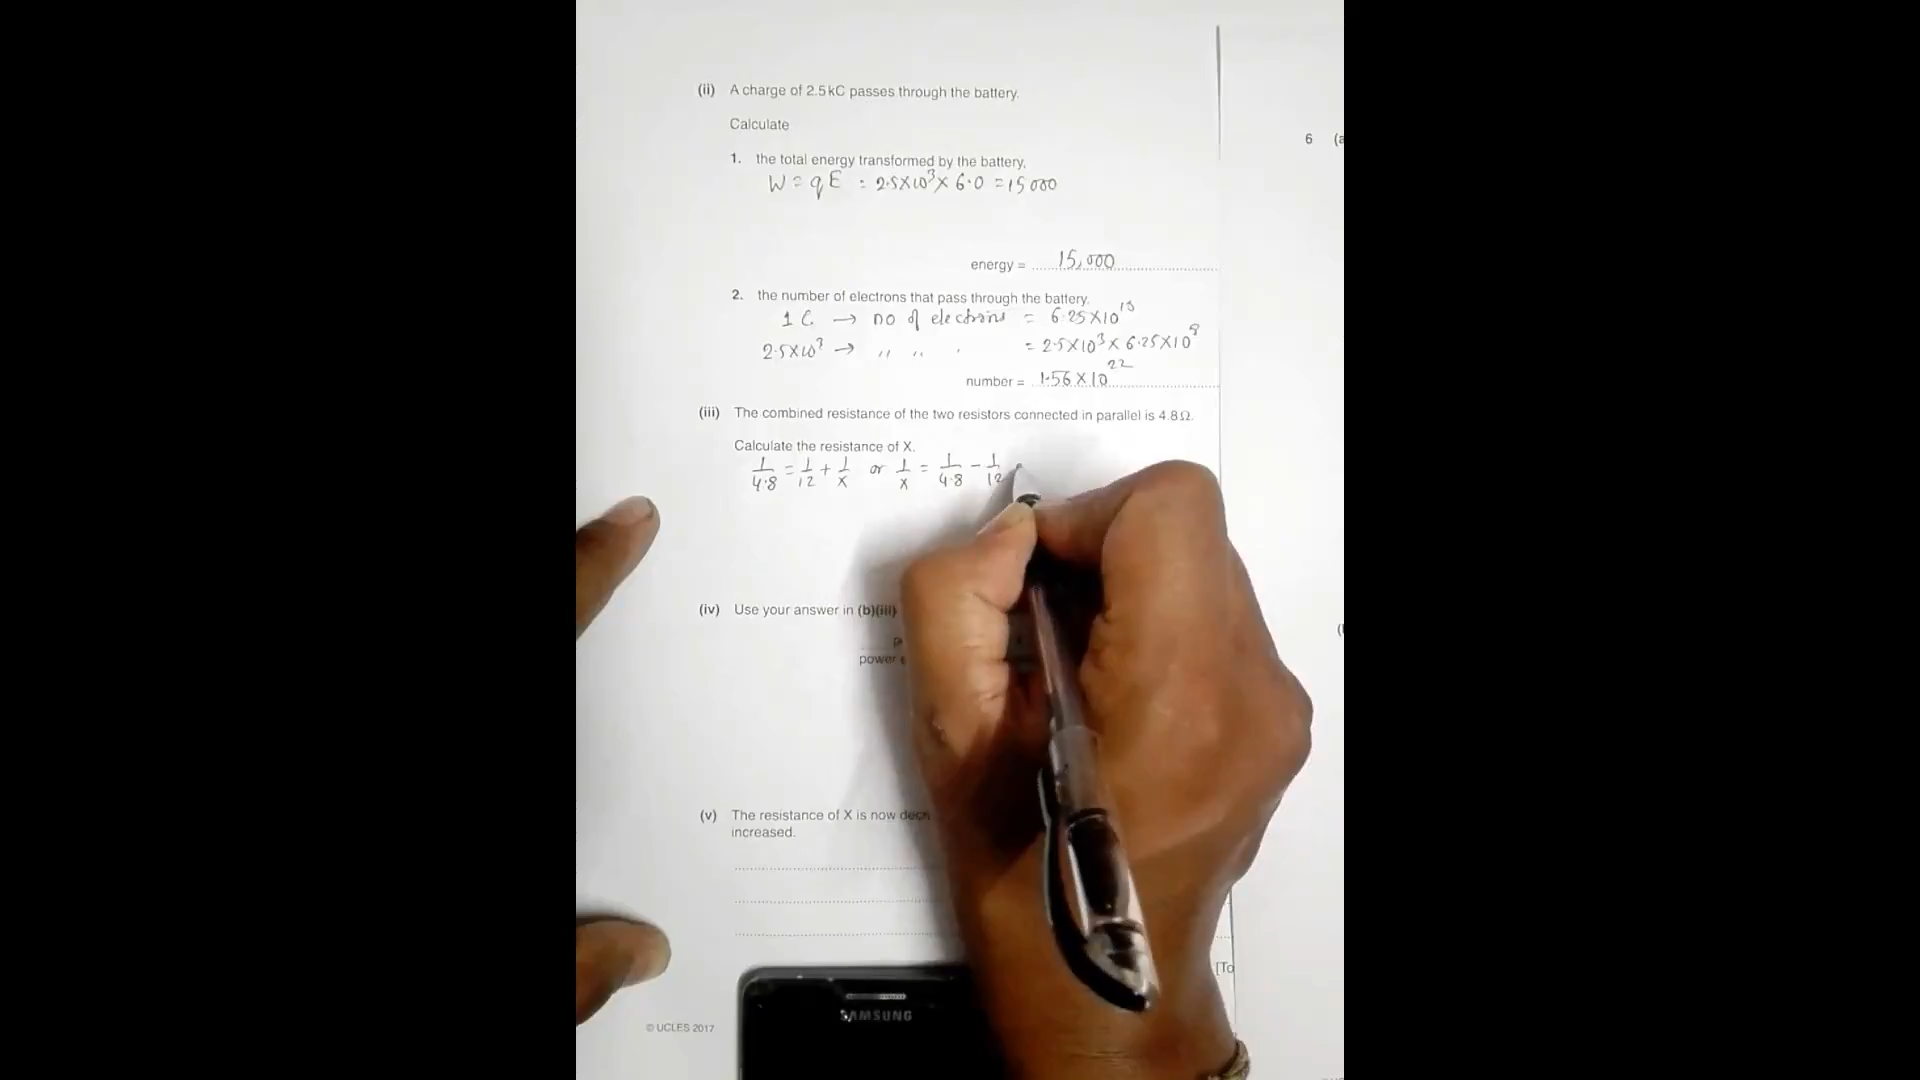 (ii) A charge of 2.5kC passes through the battery.
Calculate
1. the total energy transformed by the battery,
W = qE = 2.5×10³× 6.0 = 15000
energy = 15,000
2. the number of electrons that pass through the battery.
1 C. → no of electrons = 6.25×10¹⁸
2.5×10³ → ,, ,, = 2.5×10³ × 6.25×10
number = 1.56×10²²
(iii) The combined resistance of the two resistors connected in parallel is 4.8Ω.
Calculate the resistance of X.
1/4.8 = 1/12 + 1/X or 1/X = 1/4.8 − 1/12
(iv) Use your answer in (b)(iii)
power
(v) The resistance of X is now
increased.
[To
© UCLES 2017
SAMSUNG
6 (a